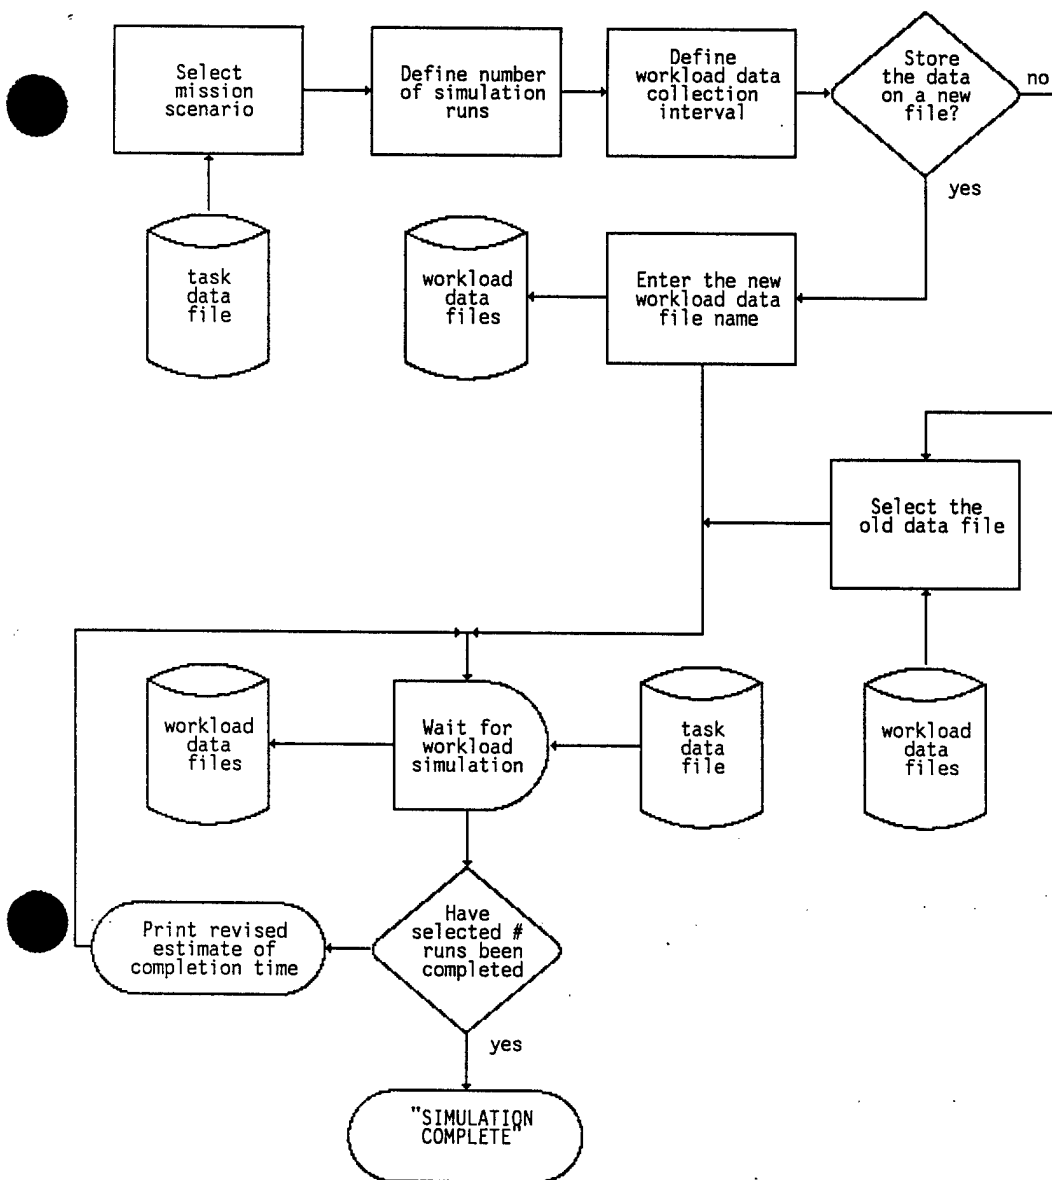 Select
mission
scenario
Define number
of simulation
runs
Define
workload data
collection
interval
Store
the data
on a new
file?
no
yes
task
data
file
workload
data
files
Enter the new
workload data
file name
Select the
old data file
workload
data
files
Wait for
workload
simulation
task
data
file
workload
data
files
Print revised
estimate of
completion time
Have
selected #
runs been
completed
yes
"SIMULATION
COMPLETE"